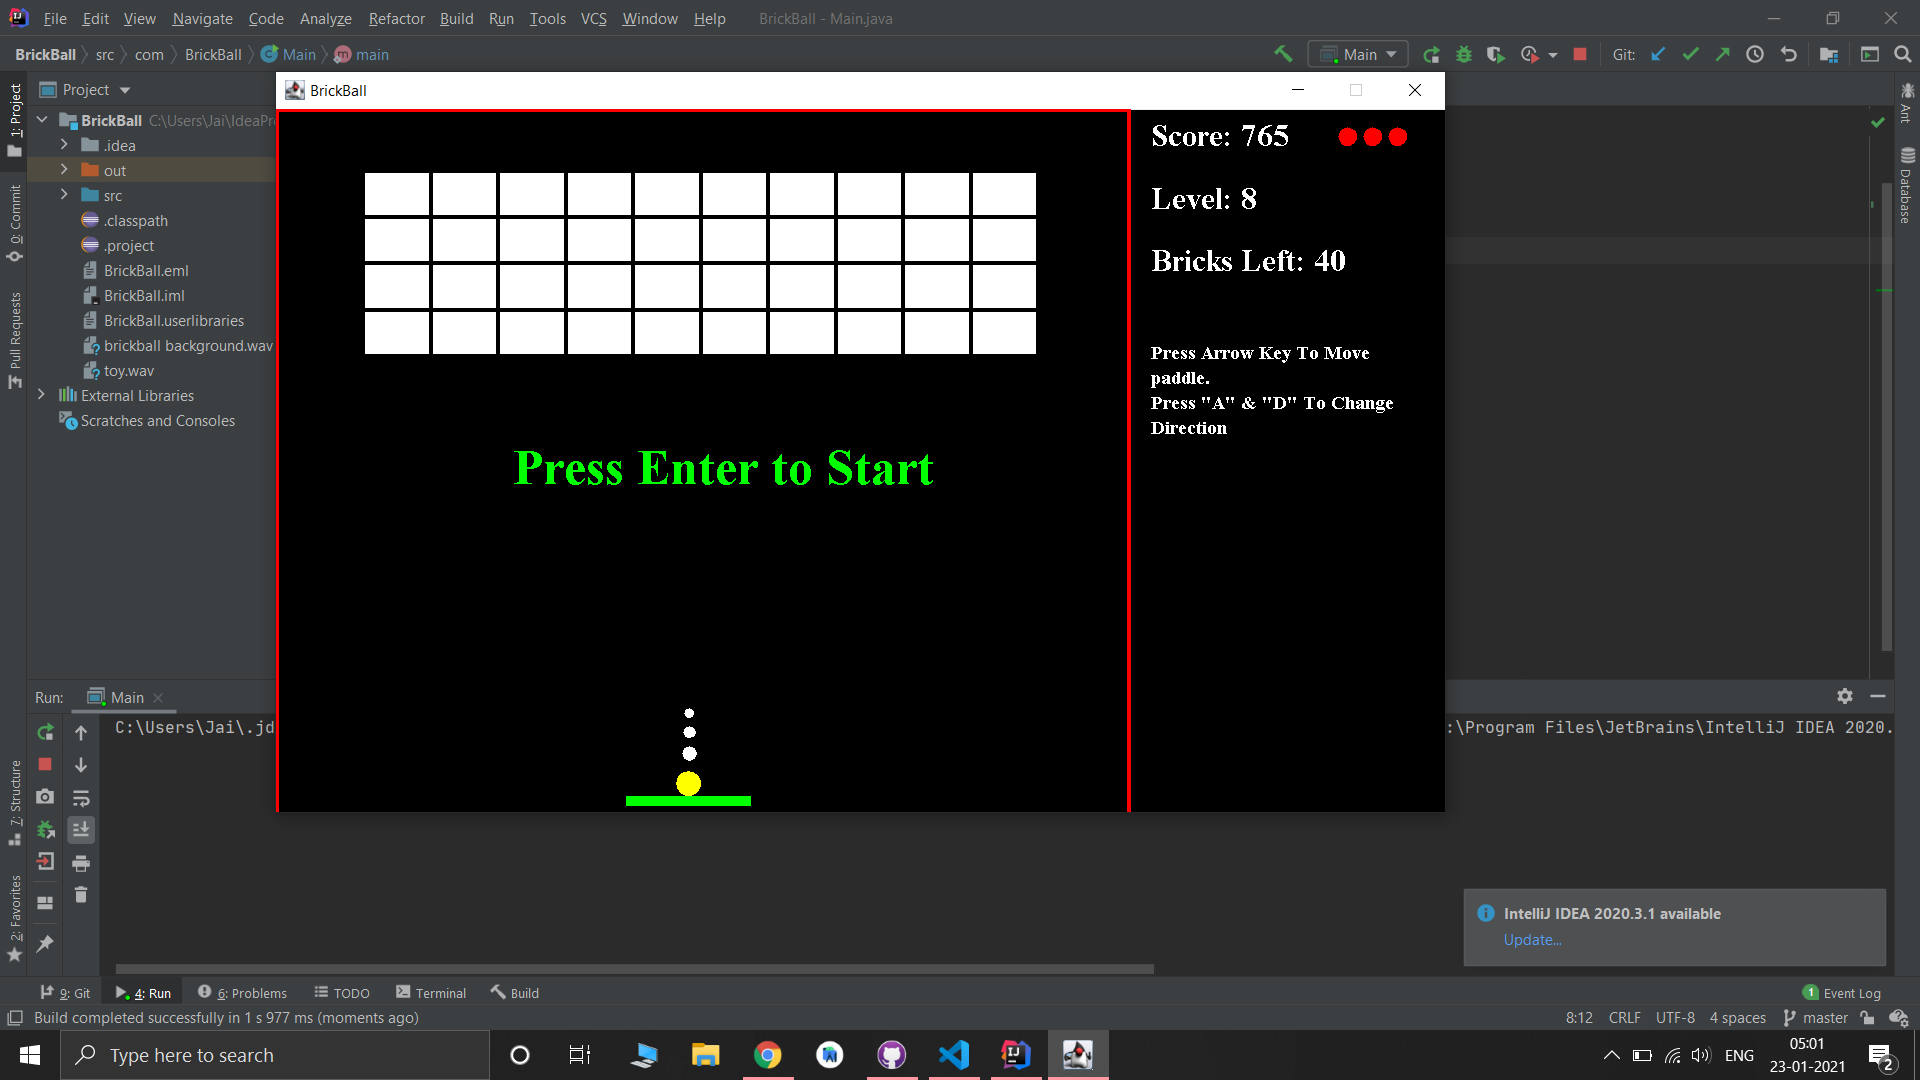 File Edit View Navigate Code Analyze Refactor Build Run Tools VCS Window Help BrickBall - Main.java
BrickBall src com BrickBall Main main
Main Git:
Project
BrickBall
Score: 765
Level: 8
Bricks Left: 40
Press Arrow Key To Move
paddle.
Press "A" & "D" To Change
Direction
Press Enter to Start
BrickBall C:\Users\Jai\IdeaPr
.idea
out
src
.classpath
.project
BrickBall.eml
BrickBall.iml
BrickBall.userlibraries
brickball background.wav
toy.wav
External Libraries
Scratches and Consoles
1: Project
0: Commit
Pull Requests
7: Structure
2: Favorites
Ant
Database
Run: Main
C:\Users\Jai\.jd
:\Program Files\JetBrains\IntelliJ IDEA 2020.
IntelliJ IDEA 2020.3.1 available
Update...
9: Git 4: Run 6: Problems TODO Terminal Build
1 Event Log
Build completed successfully in 1 s 977 ms (moments ago)
8:12 CRLF UTF-8 4 spaces master
Type here to search
ENG
05:01
23-01-2021
2